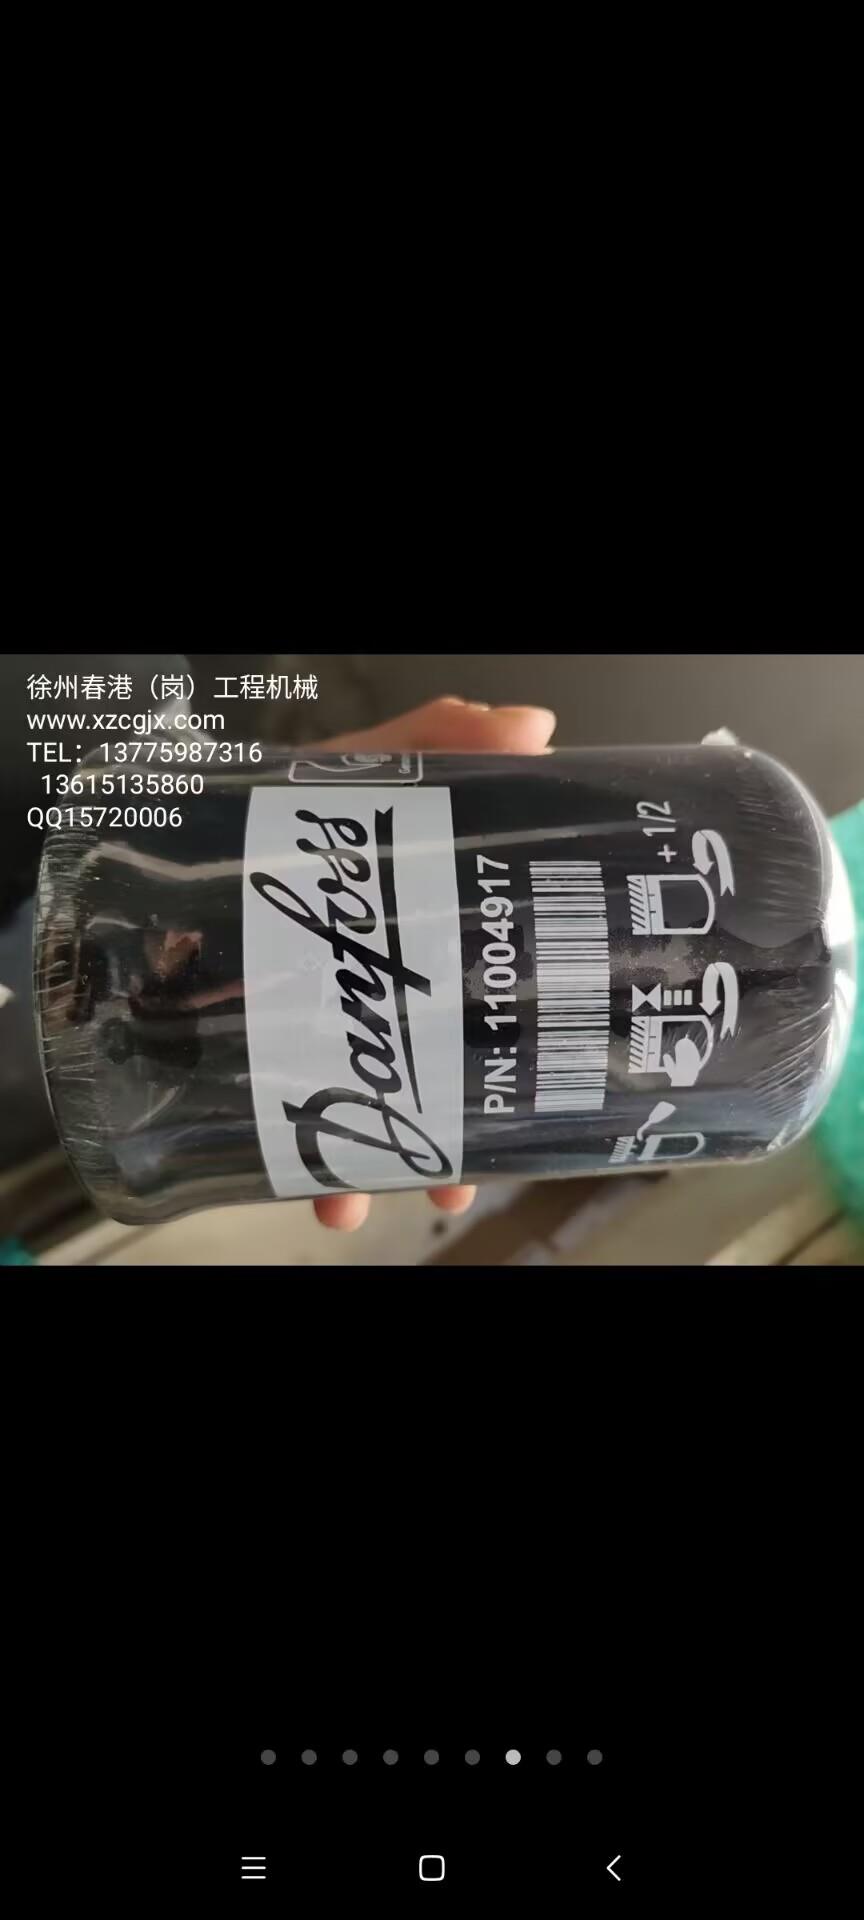 徐州春港（岗）工程机械
www.xzcgjx.com
TEL：13775987316
13615135860
QQ15720006
Danfoss
P/N: 11004917
+ 1/2